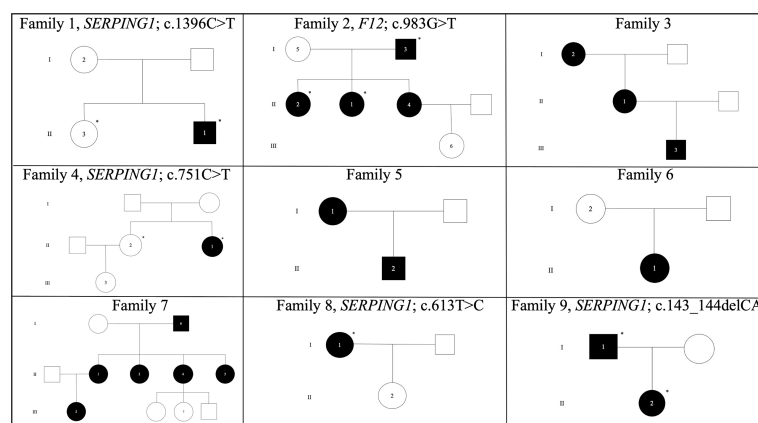 Family 1, SERPING1; c.1396C>T
I
2
II
3 *
1 *
Family 2, F12; c.983G>T
I
5
3 *
II
2 *
1 *
4
III
6
Family 3
I
2
II
1
III
3
Family 4, SERPING1; c.751C>T
I
II
2 *
1 *
III
3
Family 5
I
1
II
2
Family 6
I
2
II
1
Family 7
I
II
III
Family 8, SERPING1; c.613T>C
I
1 *
II
2
Family 9, SERPING1; c.143_144delCA
I
1 *
II
2 *